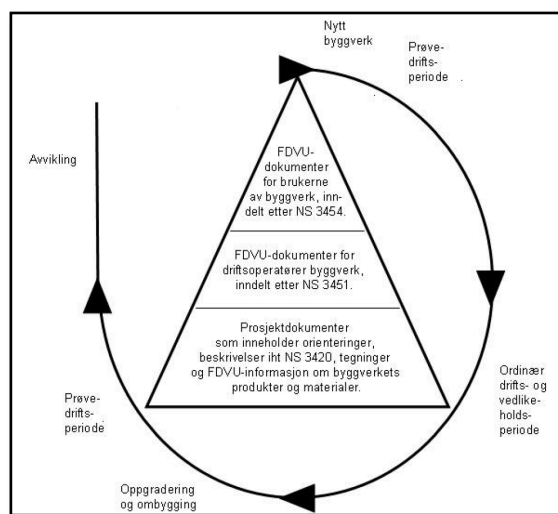 Nytt
byggverk
Prøve-
drifts-
periode
Avvikling
FDVU-
dokumenter
for brukerne
av byggverk, inn-
delt etter NS 3454.
FDVU-dokumenter for
driftsoperatører byggverk,
inndelt etter NS 3451.
Prosjektdokumenter
som inneholder orienteringer,
beskrivelser iht NS 3420, tegninger
og FDVU-informasjon om byggverkets
produkter og materialer.
Ordinær
drifts- og
vedlike-
holds-
periode
Prøve-
drifts-
periode
Oppgradering
og ombygging